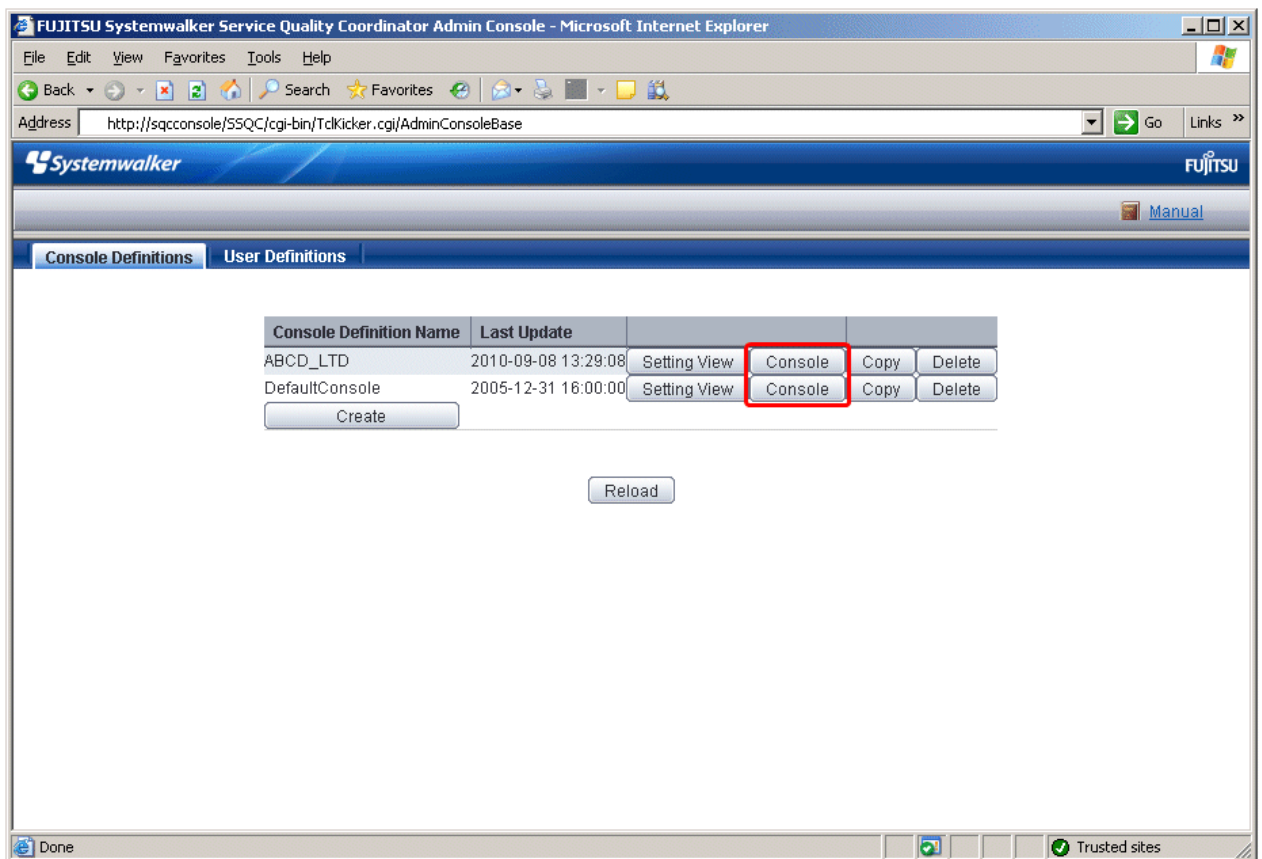 FUJITSU Systemwalker Service Quality Coordinator Admin Console - Microsoft Internet Explorer
File Edit View Favorites Tools Help
Back Search Favorites
Address http://sqcconsole/SSQC/cgi-bin/TclKicker.cgi/AdminConsoleBase Go Links »
Systemwalker FUJITSU
Manual
Console Definitions User Definitions
Console Definition Name Last Update
ABCD_LTD 2010-09-08 13:29:08 Setting View Console Copy Delete
DefaultConsole 2005-12-31 16:00:00 Setting View Console Copy Delete
Create
Reload
Done Trusted sites